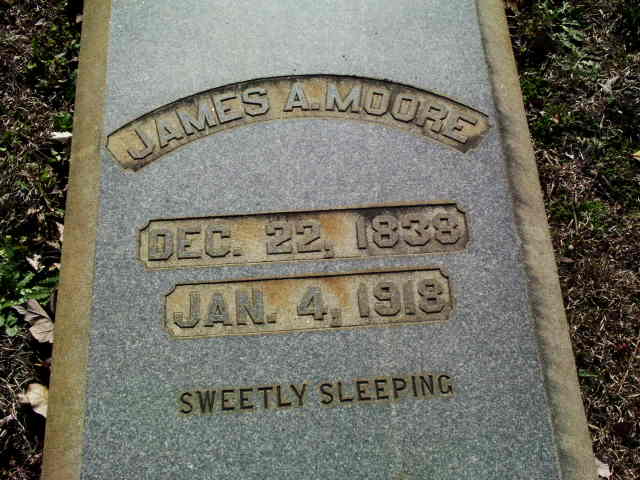 JAMES A. MOORE
DEC. 22, 1838
JAN. 4, 1918
SWEETLY SLEEPING